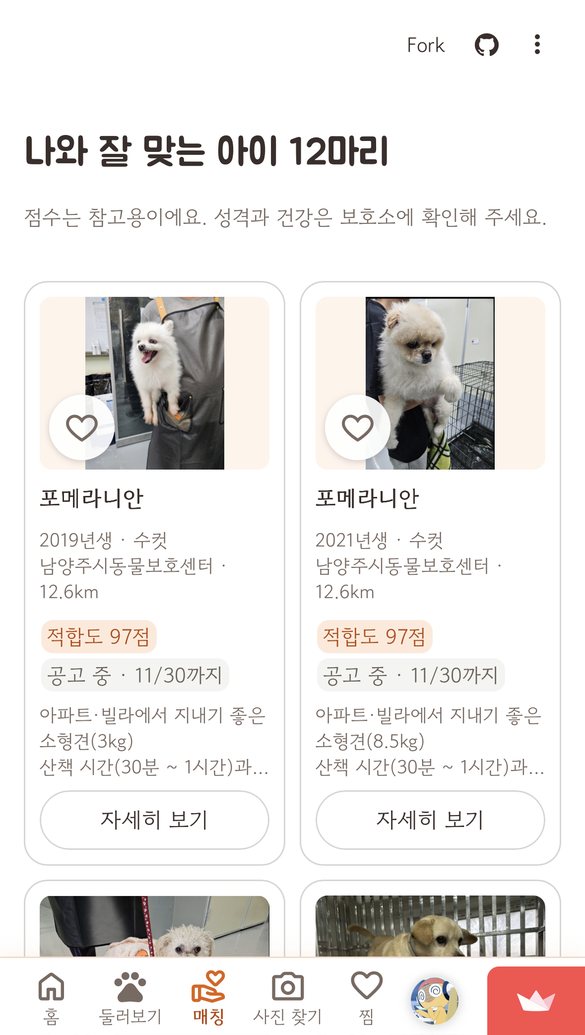 Fork
나와 잘 맞는 아이 12마리
점수는 참고용이에요. 성격과 건강은 보호소에 확인해 주세요.
포메라니안
2019년생 · 수컷
남양주시동물보호센터 ·
12.6km
적합도 97점
공고 중 · 11/30까지
아파트·빌라에서 지내기 좋은
소형견(3kg)
산책 시간(30분 ~ 1시간)과...
자세히 보기
포메라니안
2021년생 · 수컷
남양주시동물보호센터 ·
12.6km
적합도 97점
공고 중 · 11/30까지
아파트·빌라에서 지내기 좋은
소형견(8.5kg)
산책 시간(30분 ~ 1시간)과...
자세히 보기
홈
둘러보기
매칭
사진 찾기
찜